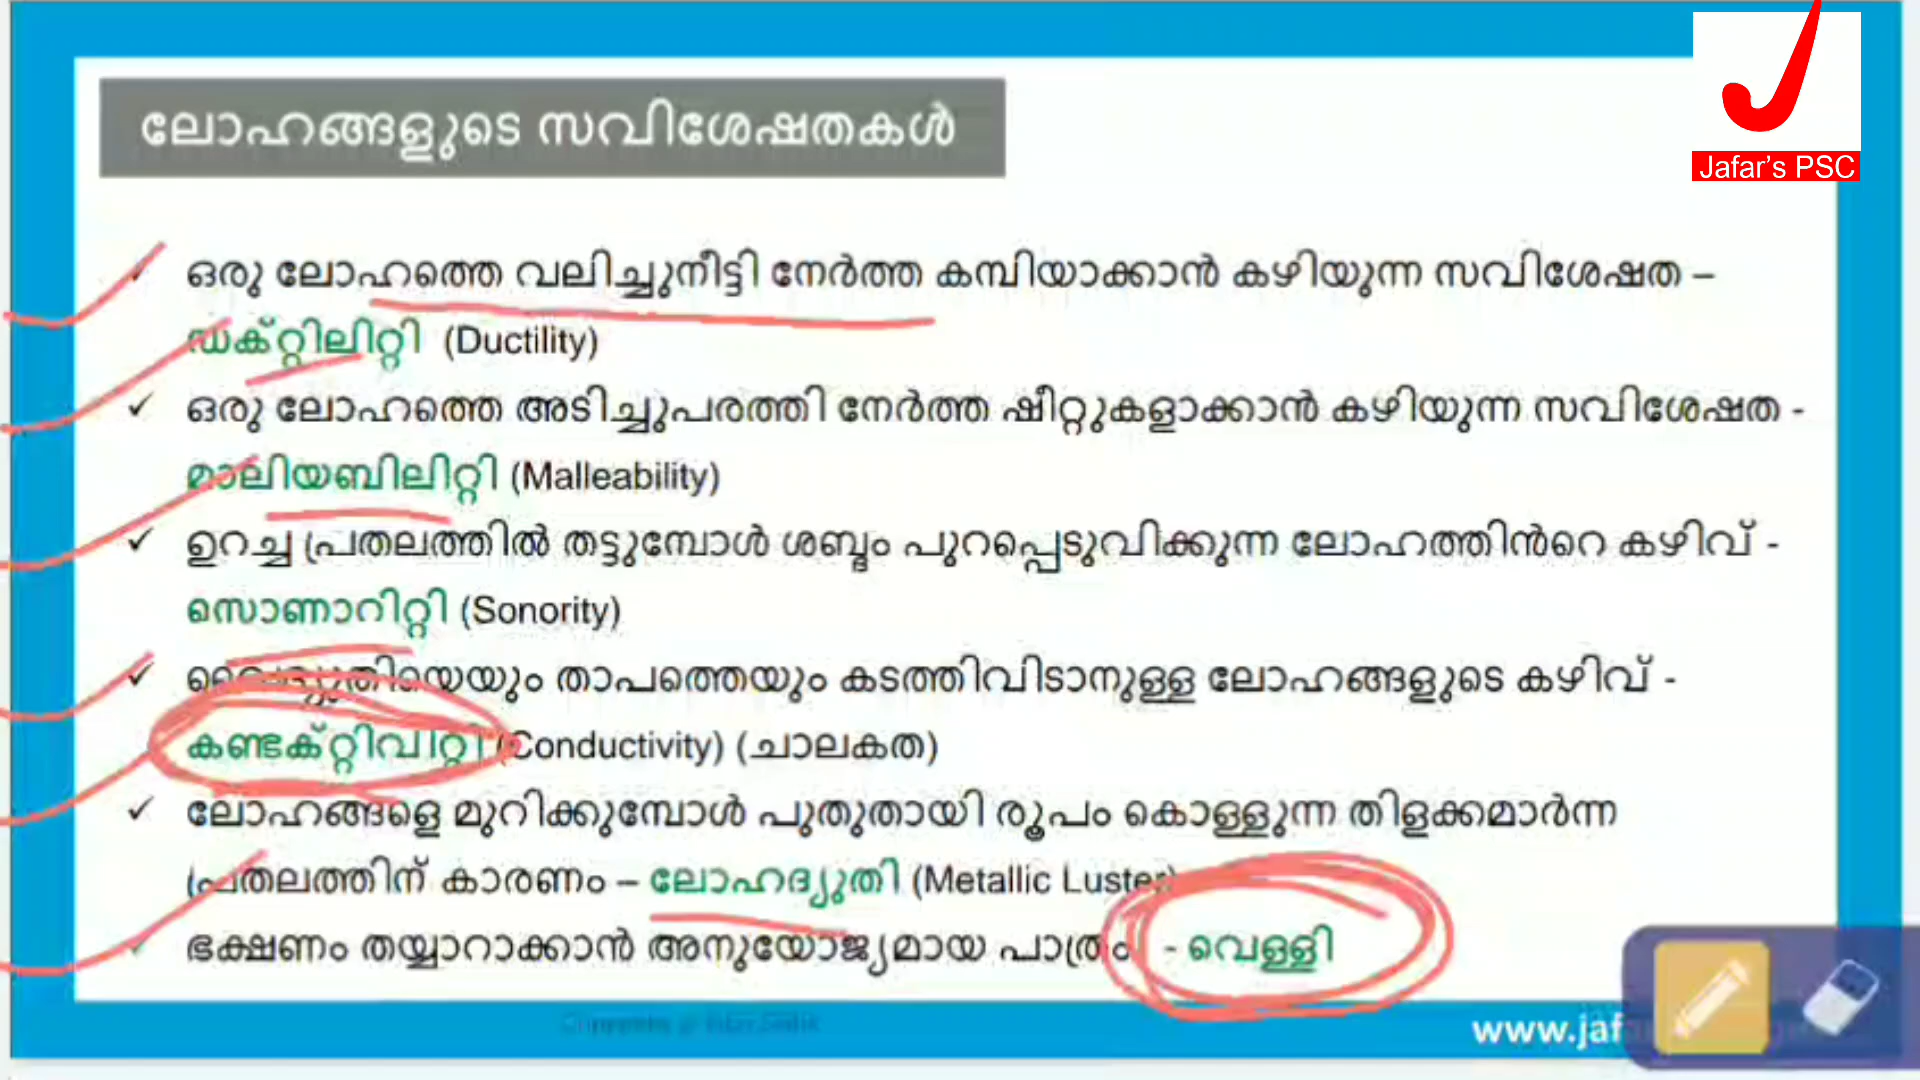 ലോഹങ്ങളുടെ സവിശേഷതകൾ
Jafar's PSC
ഒരു ലോഹത്തെ വലിച്ചുനീട്ടി നേർത്ത കമ്പിയാക്കാൻ കഴിയുന്ന സവിശേഷത –
ഡക്റ്റിലിറ്റി (Ductility)
ഒരു ലോഹത്തെ അടിച്ചുപരത്തി നേർത്ത ഷീറ്റുകളാക്കാൻ കഴിയുന്ന സവിശേഷത -
മാലിയബിലിറ്റി (Malleability)
ഉറച്ച പ്രതലത്തിൽ തട്ടുമ്പോൾ ശബ്ദം പുറപ്പെടുവിക്കുന്ന ലോഹത്തിൻറെ കഴിവ് -
സൊണാറിറ്റി (Sonority)
വൈദ്യുതിയെയും താപത്തെയും കടത്തിവിടാനുള്ള ലോഹങ്ങളുടെ കഴിവ് -
കണ്ടക്റ്റിവിറ്റി (Conductivity) (ചാലകത)
ലോഹങ്ങളെ മുറിക്കുമ്പോൾ പുതുതായി രൂപം കൊള്ളുന്ന തിളക്കമാർന്ന
പ്രതലത്തിന് കാരണം – ലോഹദ്യുതി (Metallic Luster)
ഭക്ഷണം തയ്യാറാക്കാൻ അനുയോജ്യമായ പാത്രം - വെള്ളി
www.jaf